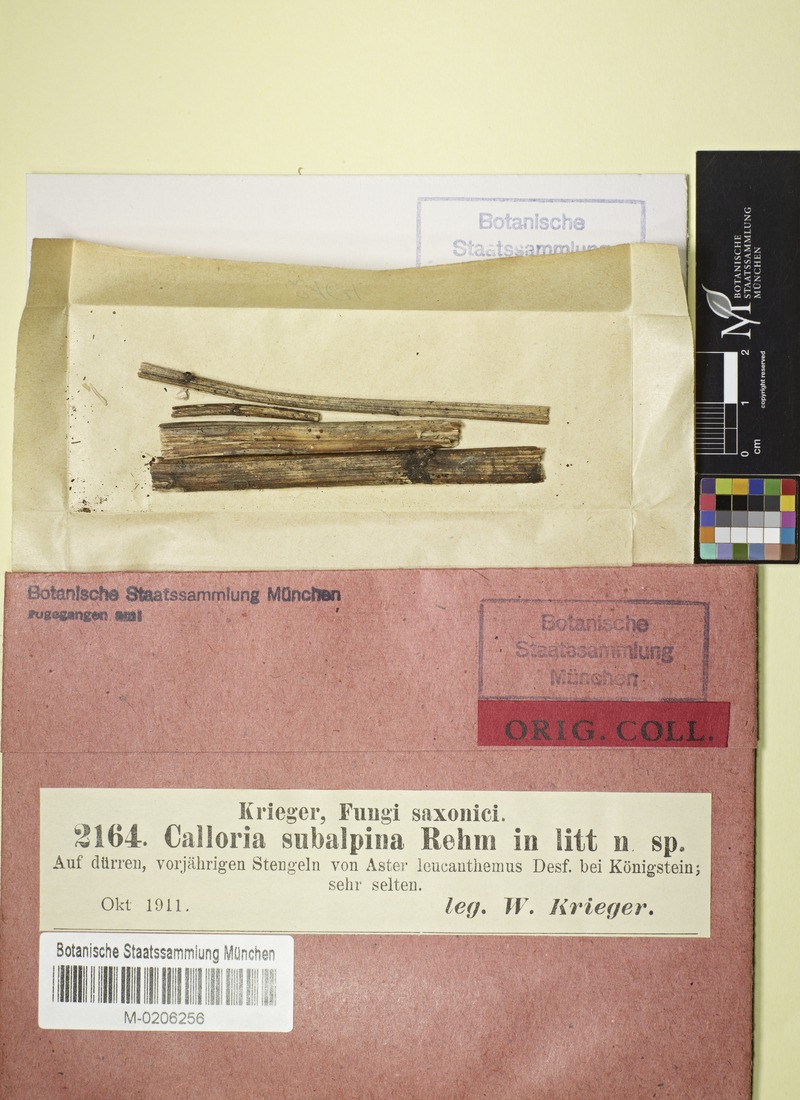 Botanische
Staatssammlung
BOTANISCHE
STAATSSAMMLUNG
MÜNCHEN
M
0 1 2
cm
copyright reserved
Botanische Staatssammlung München
zugegangen
Botanische
Staatssammlung
München
ORIG. COLL.
Krieger, Fungi saxonici.
2164. Calloria subalpina Rehm in litt n. sp.
Auf dürren, vorjährigen Stengeln von Aster leucanthemus Desf. bei Königstein;
sehr selten.
Okt 1911. leg. W. Krieger.
Botanische Staatssammlung München
M-0206256